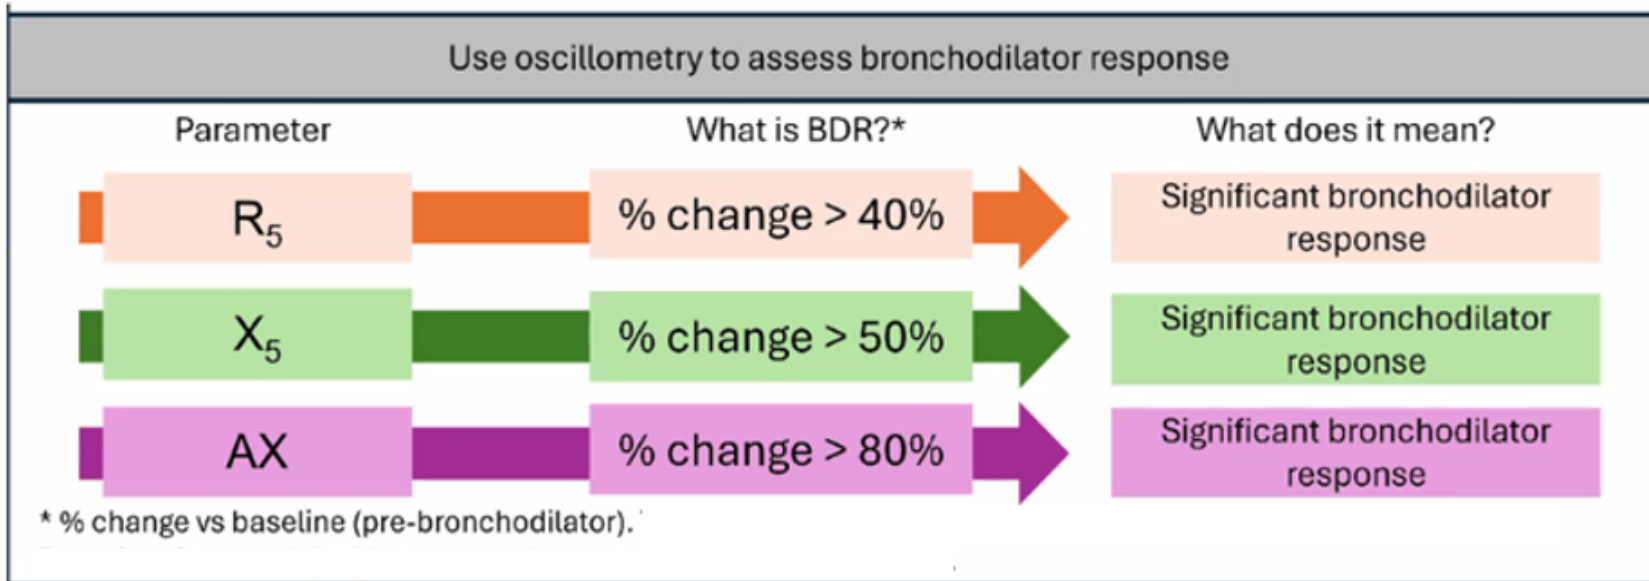 Use oscillometry to assess bronchodilator response
Parameter
What is BDR?*
What does it mean?
R₅
% change > 40%
Significant bronchodilator
response
X₅
% change > 50%
Significant bronchodilator
response
AX
% change > 80%
Significant bronchodilator
response
* % change vs baseline (pre-bronchodilator).